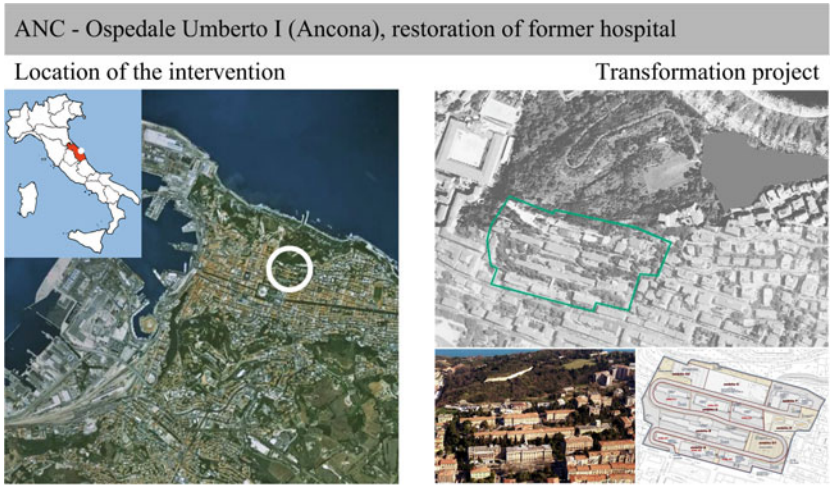 ANC - Ospedale Umberto I (Ancona), restoration of former hospital
Location of the intervention
Transformation project